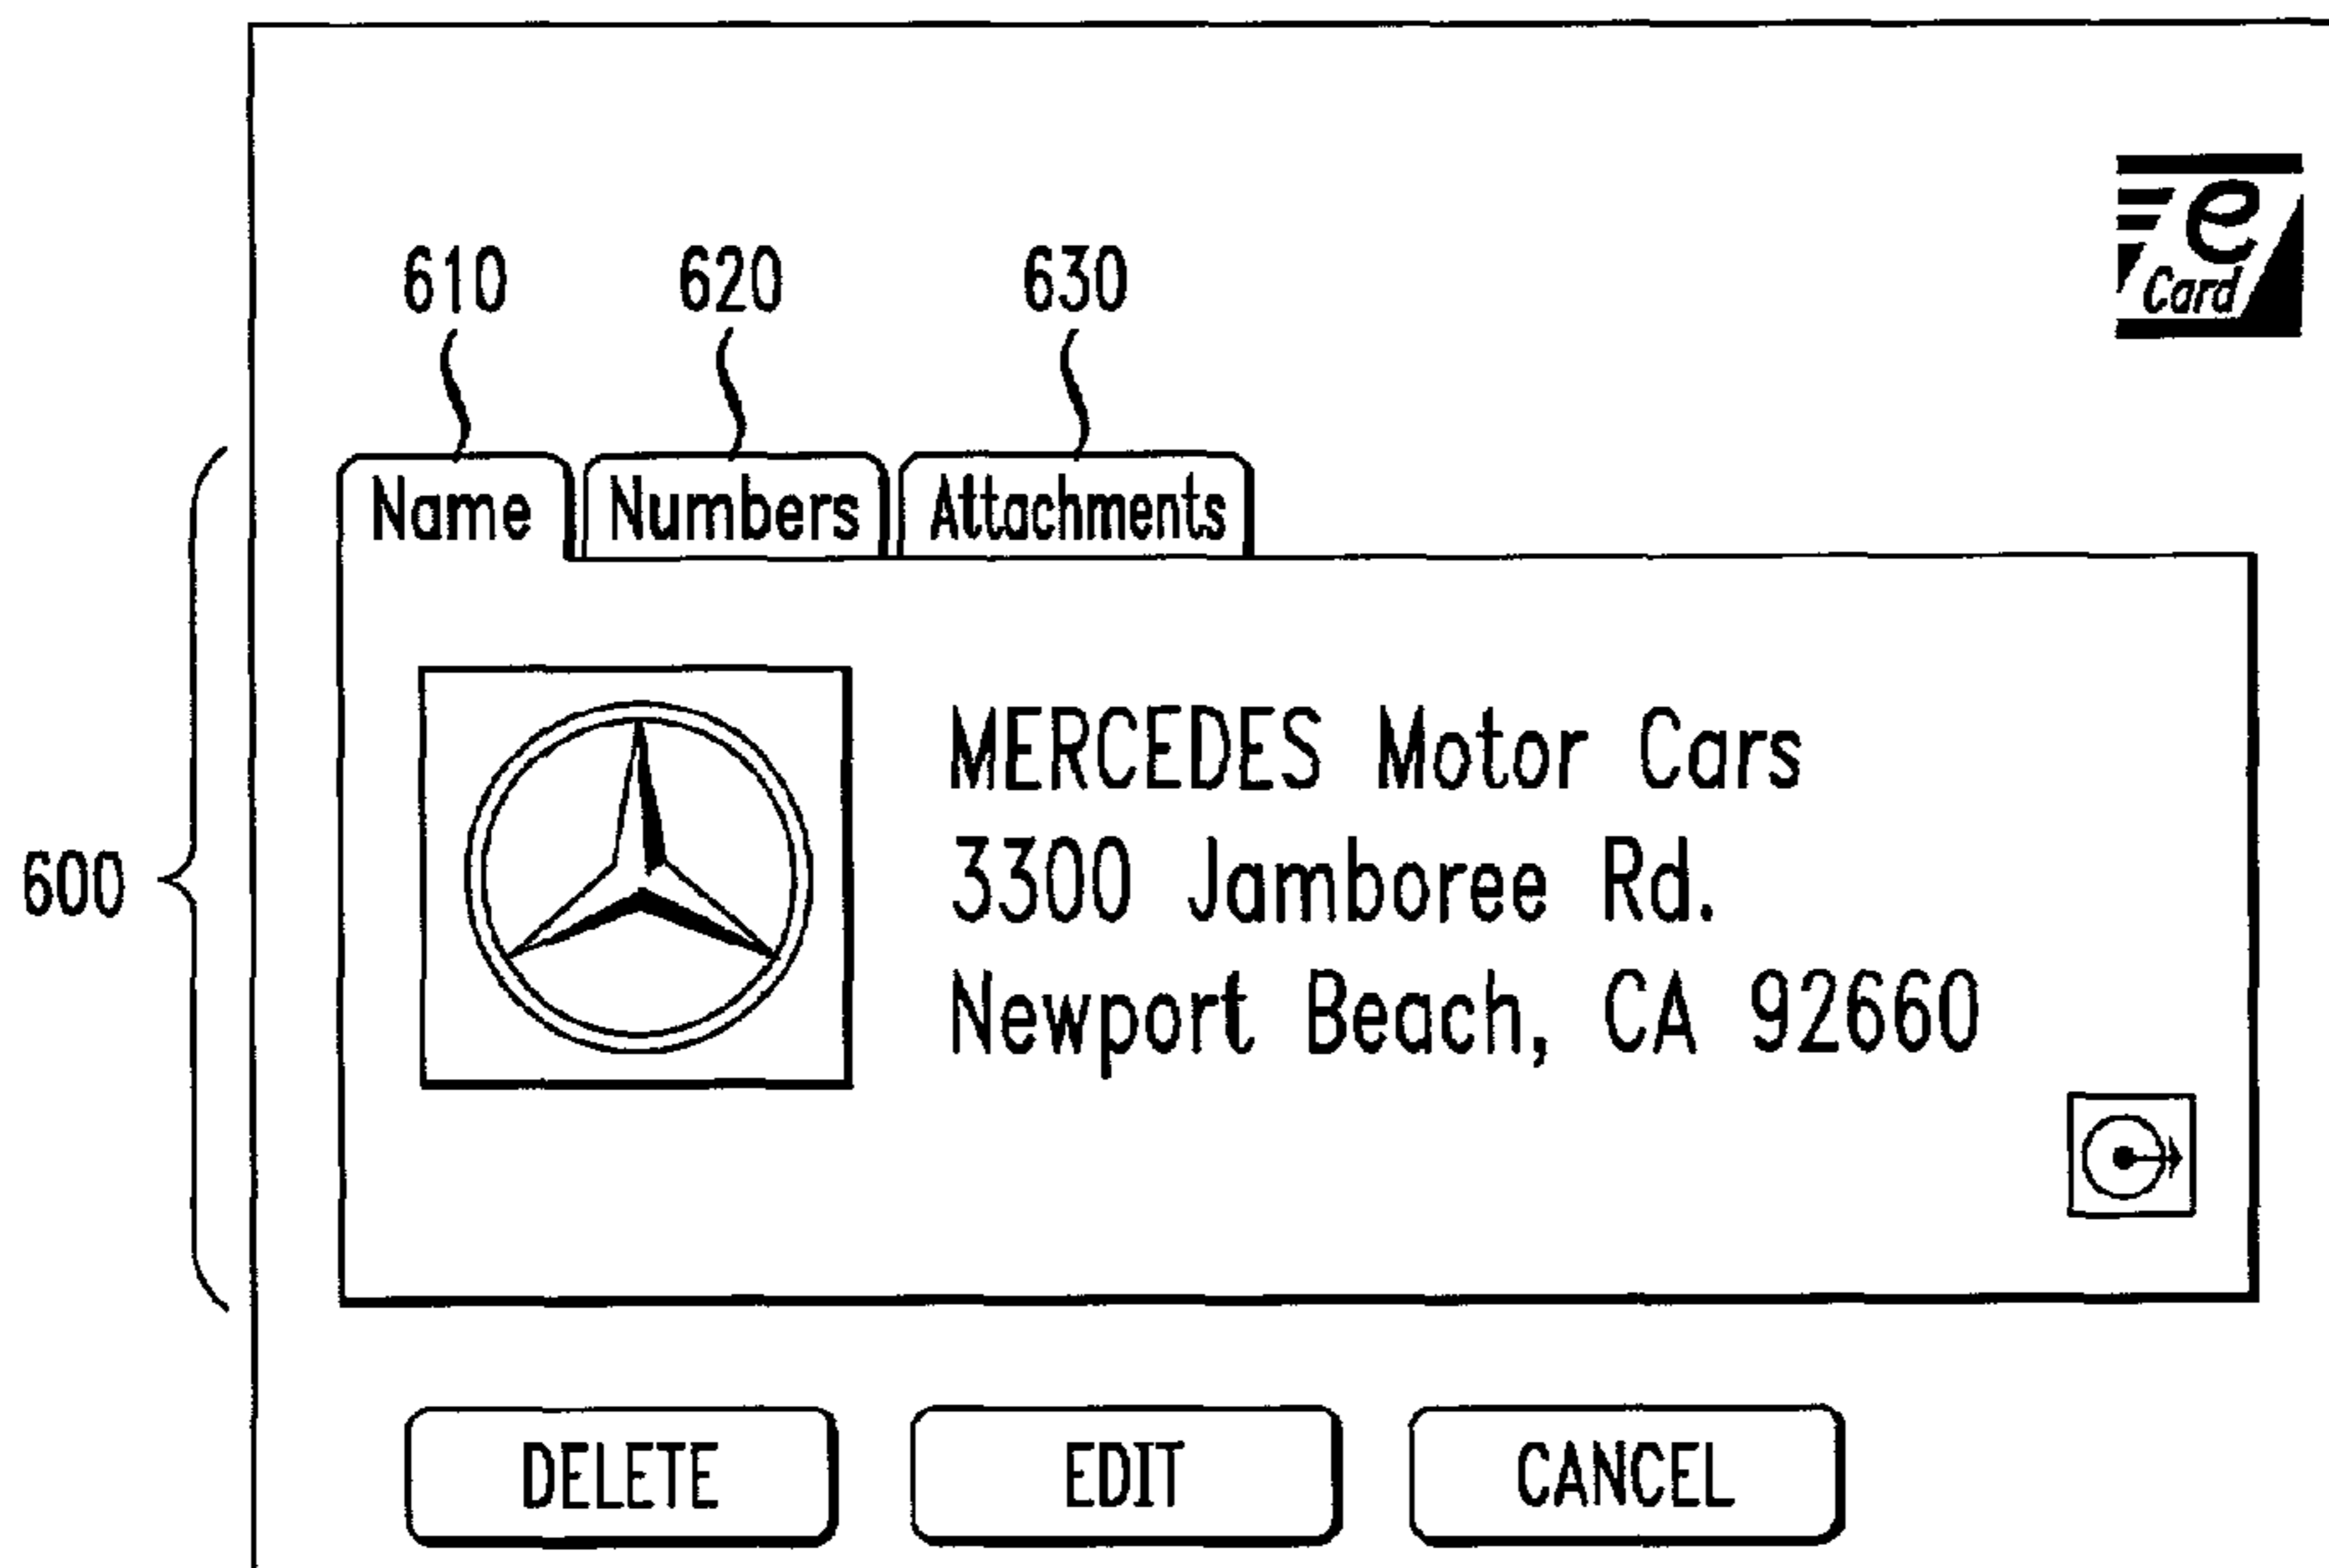 e
Card
610 620 630
Name Numbers Attachments
MERCEDES Motor Cars
3300 Jamboree Rd.
600
Newport Beach, CA 92660
DELETE EDIT CANCEL